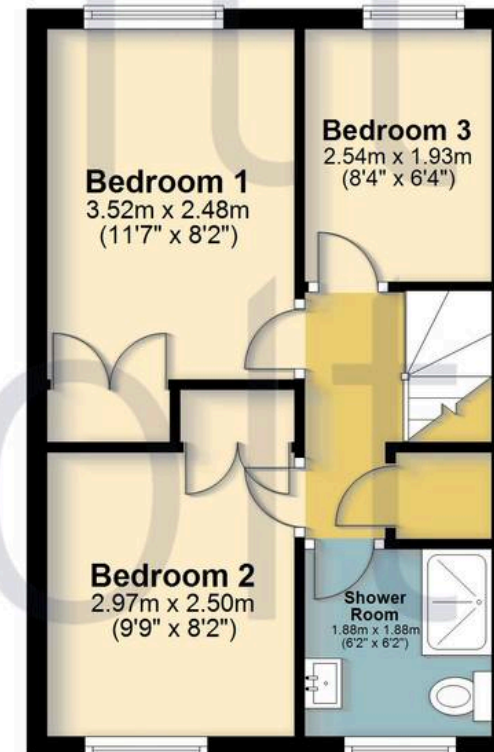 Bedroom 1
3.52m x 2.48m
(11'7" x 8'2")
Bedroom 3
2.54m x 1.93m
(8'4" x 6'4")
Bedroom 2
2.97m x 2.50m
(9'9" x 8'2")
Shower
Room
1.88m x 1.88m
(6'2" x 6'2")